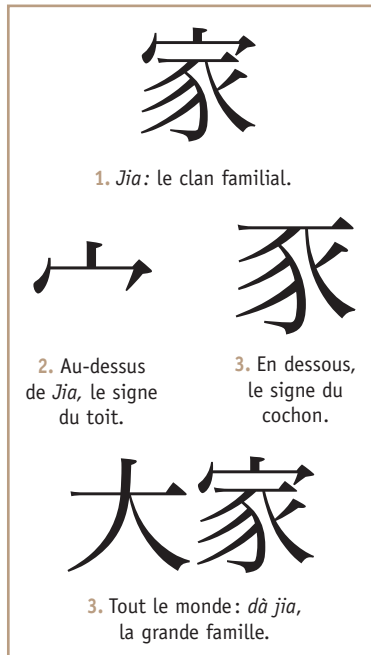 家
1. Jia: le clan familial.
宀
2. Au-dessus
de Jia, le signe
du toit.
豕
3. En dessous,
le signe du
cochon.
大家
3. Tout le monde: dà jia,
la grande famille.